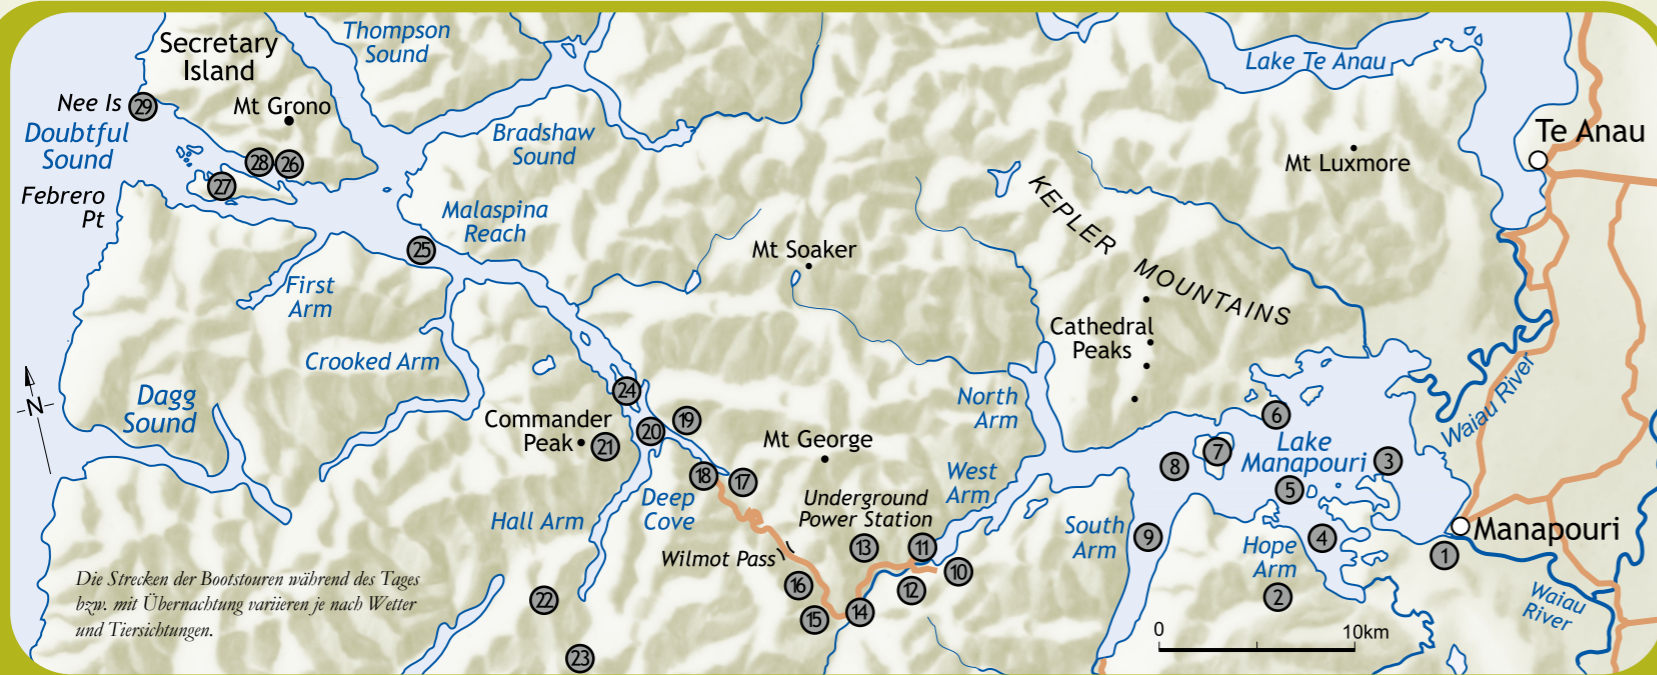 Thompson
Sound
Secretary
Island
Lake Te Anau
Nee Is
29
Mt Grono
Doubtful
Sound
Bradshaw
Sound
Te Anau
Mt Luxmore
28
26
27
Febrero
Pt
KEPLER
MOUNTAINS
Malaspina
Reach
25
Mt Soaker
First
Arm
Cathedral
Peaks
Crooked Arm
N
Dagg
Sound
24
Commander
Peak
21
20
19
Mt George
North
Arm
6
Lake
Manapouri
7
8
3
5
Waiau River
18
17
Deep
Cove
West
Arm
Underground
Power Station
Hall Arm
South
Arm
9
Hope
Arm
4
Manapouri
1
Wilmot Pass
13
11
10
12
16
15
14
2
Waiau
River
22
23
Die Strecken der Bootstouren während des Tages
bzw. mit Übernachtung variieren je nach Wetter
und Tiersichtungen.
0
10km